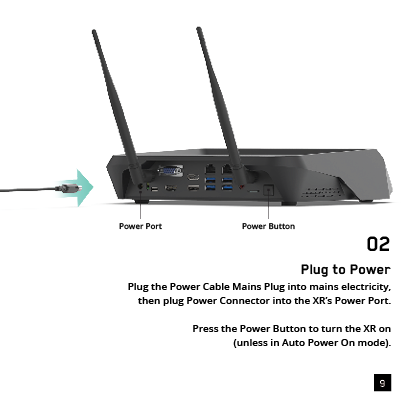 Power Port
Power Button
02
Plug to Power
Plug the Power Cable Mains Plug into mains electricity,
then plug Power Connector into the XR's Power Port.
Press the Power Button to turn the XR on
(unless in Auto Power On mode).
9